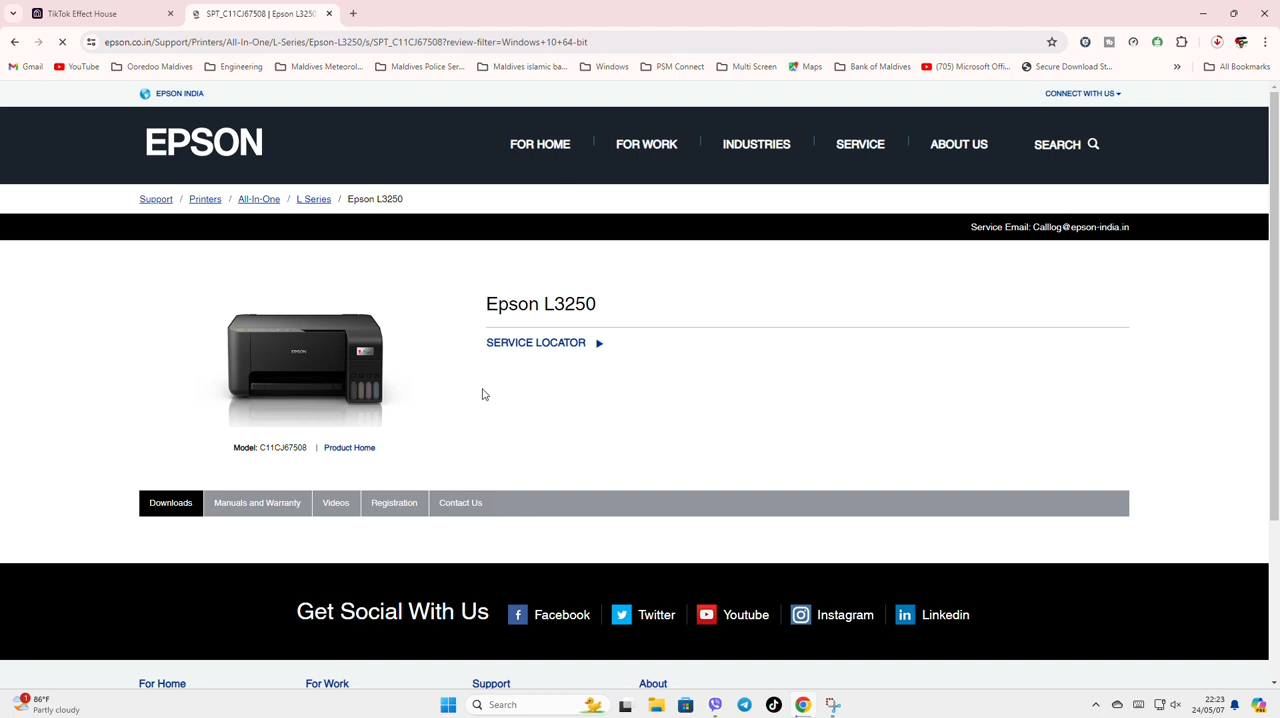 TikTok Effect House
SPT_C11CJ67508 | Epson L3250
epson.co.in/Support/Printers/All-In-One/L-Series/Epson-L3250/s/SPT_C11CJ67508?review-filter=Windows+10+64-bit
Gmail YouTube Ooredoo Maldives Engineering Maldives Meteorol... Maldives Police Ser... Maldives islamic ba... Windows PSM Connect Multi Screen Maps Bank of Maldives (705) Microsoft Offi... Secure Download St... » All Bookmarks
EPSON INDIA CONNECT WITH US
EPSON FOR HOME FOR WORK INDUSTRIES SERVICE ABOUT US SEARCH
Support / Printers / All-In-One / L Series / Epson L3250
Service Email: Calllog@epson-india.in
Epson L3250
SERVICE LOCATOR
EPSON
Model: C11CJ67508 | Product Home
Downloads Manuals and Warranty Videos Registration Contact Us
Get Social With Us Facebook Twitter Youtube Instagram Linkedin
For Home For Work Support About
1 86°F
Partly cloudy
Search
22:23
24/05/07